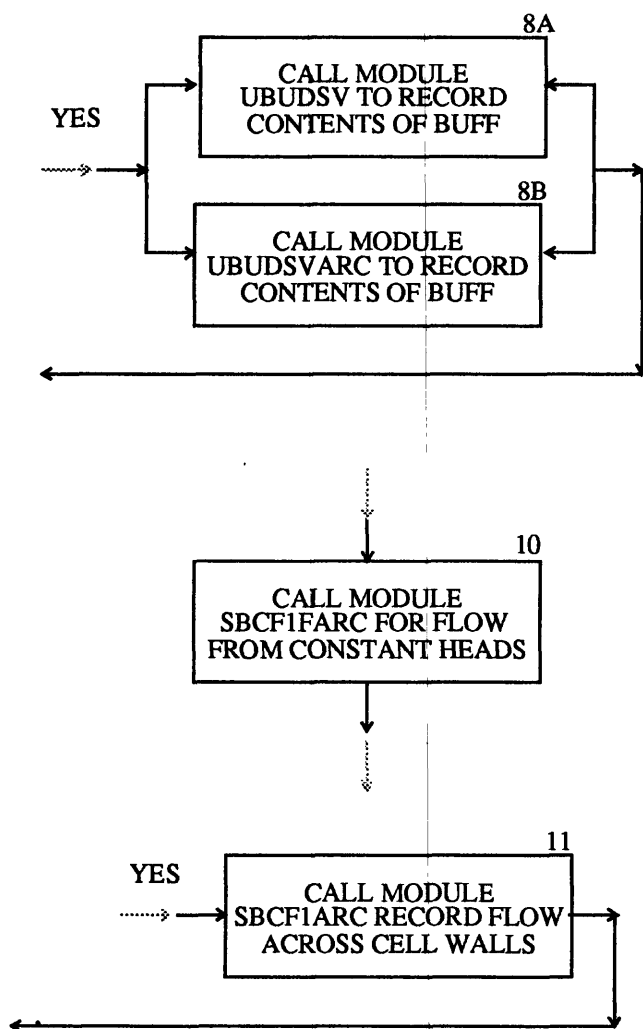 8A
CALL MODULE
UBUDSV TO RECORD
CONTENTS OF BUFF
YES
8B
CALL MODULE
UBUDSVARC TO RECORD
CONTENTS OF BUFF
10
CALL MODULE
SBCF1FARC FOR FLOW
FROM CONSTANT HEADS
11
YES
CALL MODULE
SBCF1ARC RECORD FLOW
ACROSS CELL WALLS